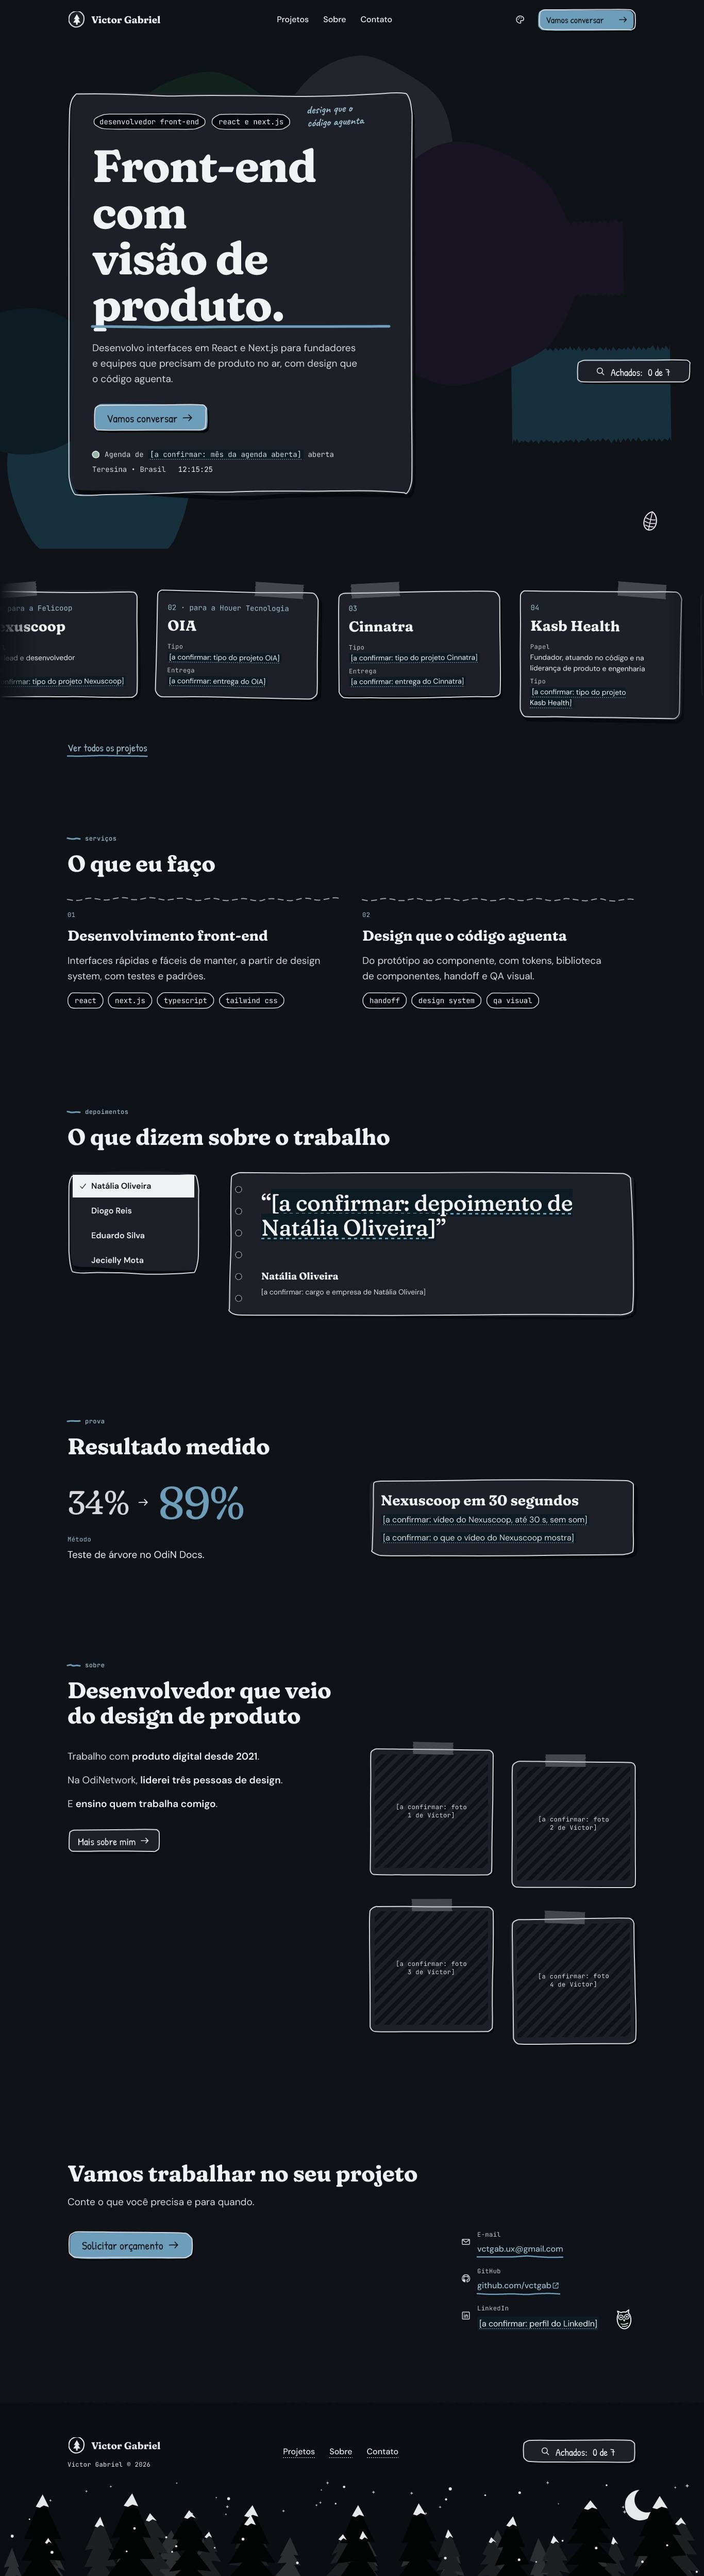 Victor Gabriel
Projetos Sobre Contato
Vamos conversar
desenvolvedor front-end react e next.js
design que o
código aguenta
Front-end
com
visão de
produto.
Desenvolvo interfaces em React e Next.js para fundadores
e equipes que precisam de produto no ar, com design que
o código aguenta.
Vamos conversar
Achados: 0 de 7
Agenda de [a confirmar: mês da agenda aberta] aberta
Teresina • Brasil 12:15:25
para a Felicoop
xuscoop
ead e desenvolvedor
nfirmar: tipo do projeto Nexuscoop]
02 · para a Houer Tecnologia
OIA
Tipo
[a confirmar: tipo do projeto OIA]
Entrega
[a confirmar: entrega do OIA]
03
Cinnatra
Tipo
[a confirmar: tipo do projeto Cinnatra]
Entrega
[a confirmar: entrega do Cinnatra]
04
Kasb Health
Papel
Fundador, atuando no código e na
liderança de produto e engenharia
Tipo
[a confirmar: tipo do projeto
Kasb Health]
Ver todos os projetos
serviços
O que eu faço
01
Desenvolvimento front-end
Interfaces rápidas e fáceis de manter, a partir de design
system, com testes e padrões.
react next.js typescript tailwind css
02
Design que o código aguenta
Do protótipo ao componente, com tokens, biblioteca
de componentes, handoff e QA visual.
handoff design system qa visual
depoimentos
O que dizem sobre o trabalho
Natália Oliveira
Diogo Reis
Eduardo Silva
Jecielly Mota
“[a confirmar: depoimento de
Natália Oliveira]”
Natália Oliveira
[a confirmar: cargo e empresa de Natália Oliveira]
prova
Resultado medido
34% → 89%
Método
Teste de árvore no OdiN Docs.
Nexuscoop em 30 segundos
[a confirmar: vídeo do Nexuscoop, até 30 s, sem som]
[a confirmar: o que o vídeo do Nexuscoop mostra]
sobre
Desenvolvedor que veio
do design de produto
Trabalho com produto digital desde 2021.
Na OdiNetwork, liderei três pessoas de design.
E ensino quem trabalha comigo.
Mais sobre mim
[a confirmar: foto
1 de Victor]
[a confirmar: foto
2 de Victor]
[a confirmar: foto
3 de Victor]
[a confirmar: foto
4 de Victor]
Vamos trabalhar no seu projeto
Conte o que você precisa e para quando.
Solicitar orçamento
E-mail
vctgab.ux@gmail.com
GitHub
github.com/vctgab
LinkedIn
[a confirmar: perfil do LinkedIn]
Victor Gabriel
Victor Gabriel © 2026
Projetos Sobre Contato
Achados: 0 de 7